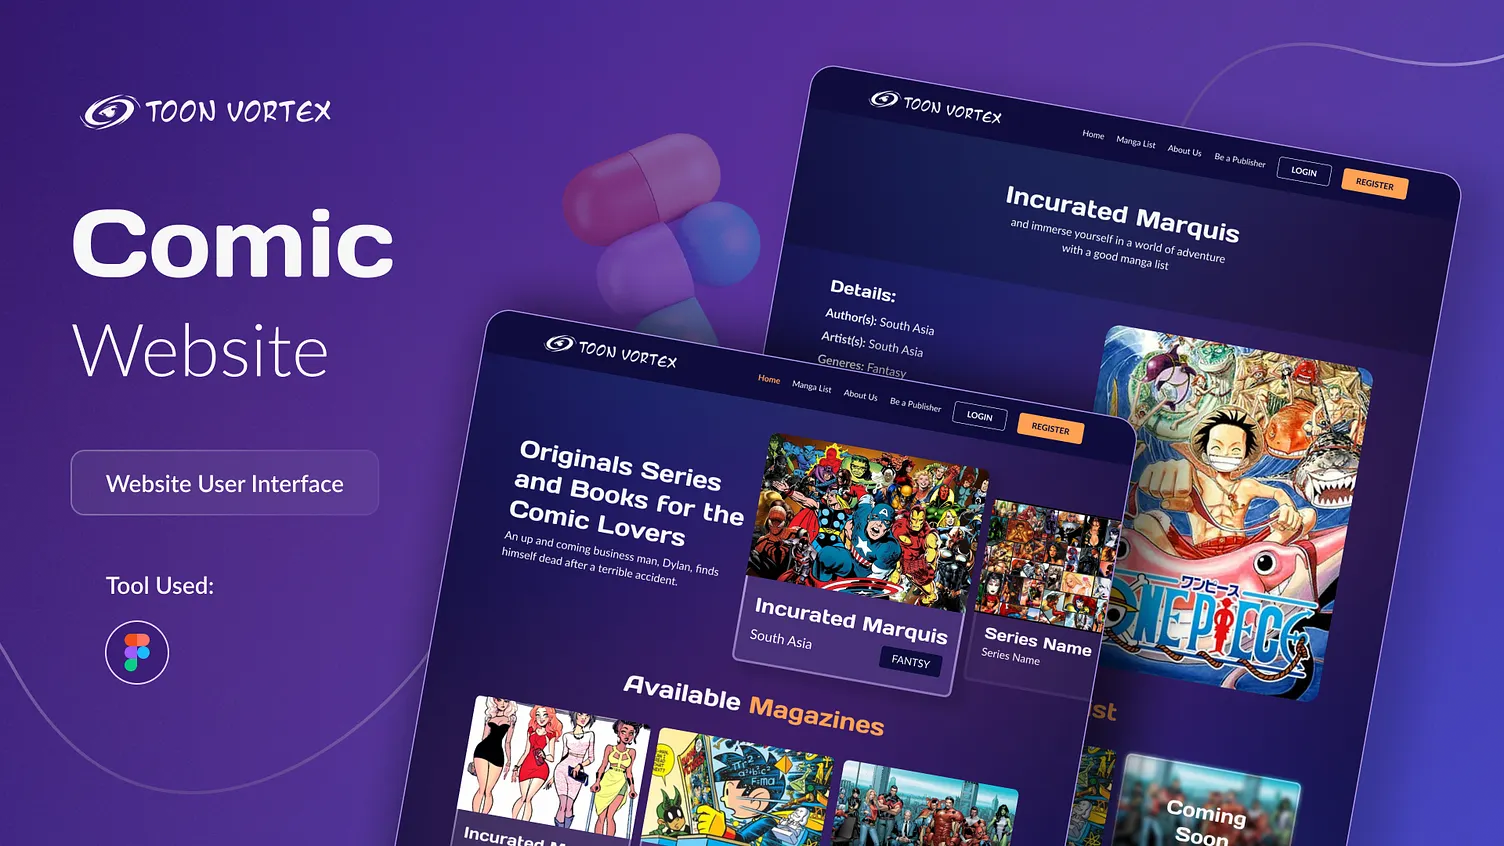 TOON VORTEX
Comic
Website
Website User Interface
Tool Used:
TOON VORTEX
Home
Manga List
About Us
Be a Publisher
LOGIN
REGISTER
Incurated Marquis
and immerse yourself in a world of adventure
with a good manga list
Details:
Author(s): South Asia
Artist(s): South Asia
Generes: Fantasy
ワンピース
ONE PIECE
st
Coming
Soon
TOON VORTEX
Home
Manga List
About Us
Be a Publisher
LOGIN
REGISTER
Originals Series
and Books for the
Comic Lovers
An up and coming business man, Dylan, finds
himself dead after a terrible accident.
Incurated Marquis
South Asia
FANTSY
Series Name
Series Name
Available Magazines
Incurated M